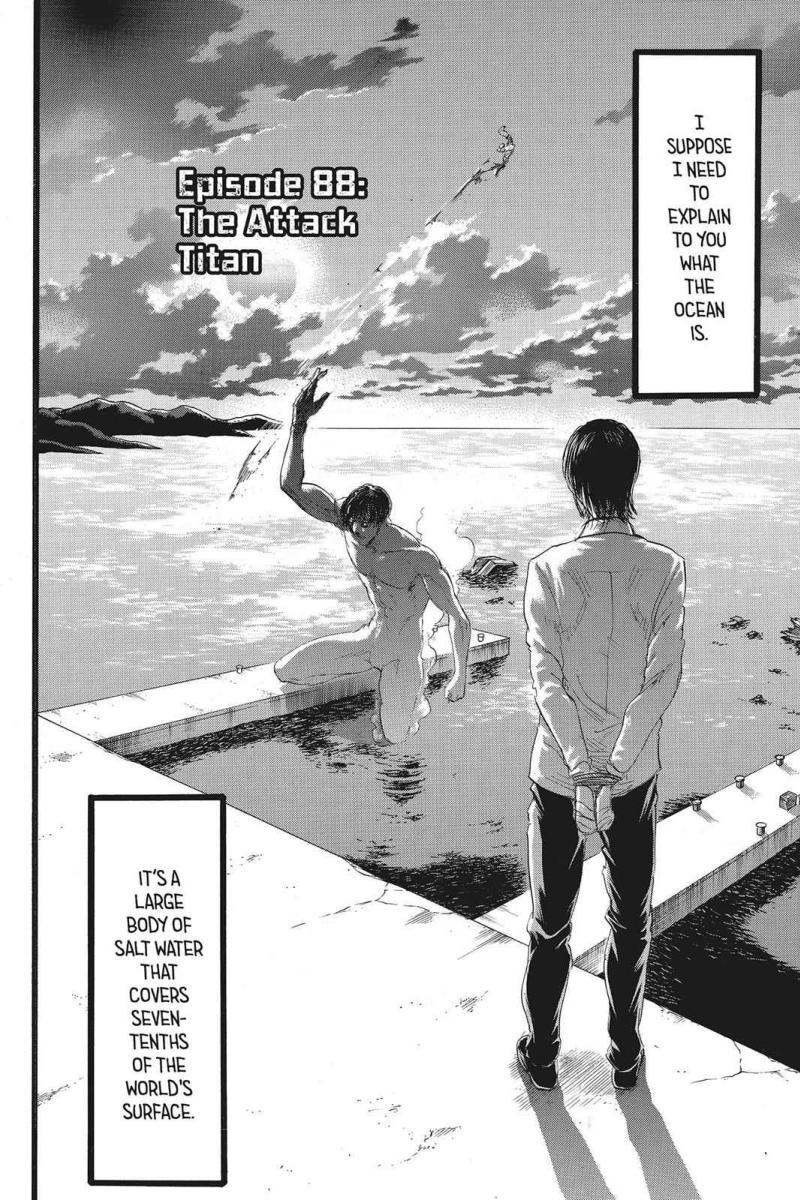 Episode 88:
The Attack
Titan
I
SUPPOSE
I NEED
TO
EXPLAIN
TO YOU
WHAT
THE
OCEAN
IS.
IT'S A
LARGE
BODY OF
SALT WATER
THAT
COVERS
SEVEN-
TENTHS
OF THE
WORLD'S
SURFACE.